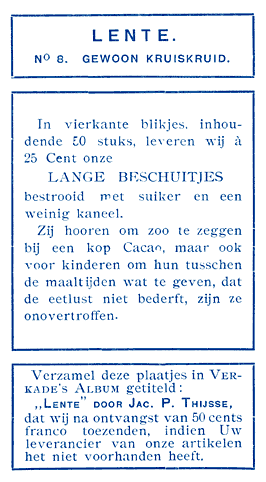 LENTE.
Nº 8. GEWOON KRUISKRUID.
In vierkante blikjes, inhou-
dende 50 stuks, leveren wij à
25 Cent onze
LANGE BESCHUITJES
bestrooid met suiker en een
weinig kaneel.
Zij hooren om zoo te zeggen
bij een kop Cacao, maar ook
voor kinderen om hun tusschen
de maaltijden wat te geven, dat
de eetlust niet bederft, zijn ze
onovertroffen.
Verzamel deze plaatjes in VER-
KADE'S ALBUM getiteld:
„LENTE" DOOR JAC. P. THIJSSE,
dat wij na ontvangst van 50 cents
franco toezenden, indien Uw
leverancier van onze artikelen
het niet voorhanden heeft.